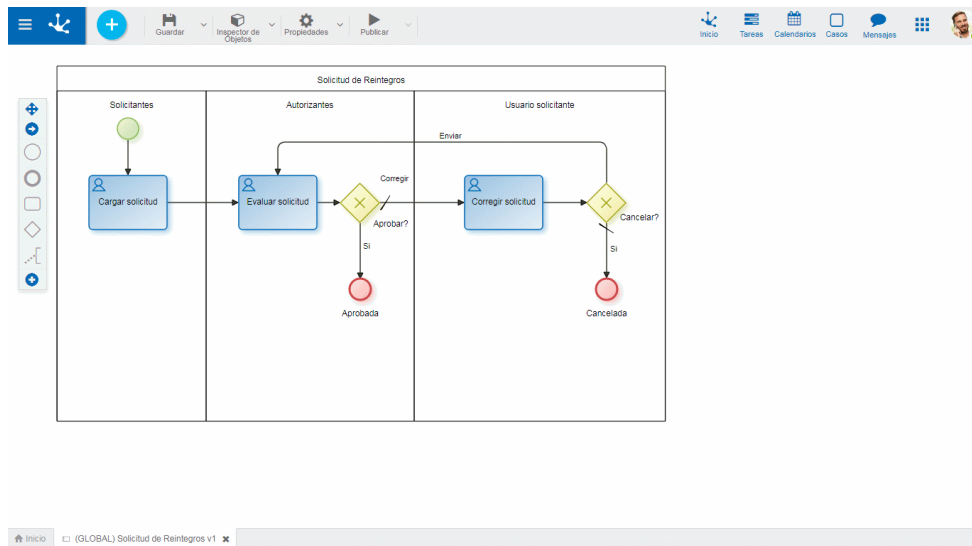 Guardar
Inspector de
Objetos
Propiedades
Publicar
Inicio
Tareas
Calendarios
Casos
Mensajes
Solicitud de Reintegros
Solicitantes
Autorizantes
Usuario solicitante
Enviar
Corregir
Cargar solicitud
Evaluar solicitud
Corregir solicitud
Aprobar?
Cancelar?
Si
Si
Aprobada
Cancelada
Inicio
(GLOBAL) Solicitud de Reintegros v1